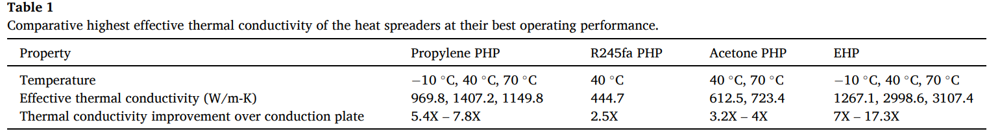 Table 1
Comparative highest effective thermal conductivity of the heat spreaders at their best operating performance.
Property Propylene PHP R245fa PHP Acetone PHP EHP
Temperature −10 °C, 40 °C, 70 °C 40 °C 40 °C, 70 °C −10 °C, 40 °C, 70 °C
Effective thermal conductivity (W/m-K) 969.8, 1407.2, 1149.8 444.7 612.5, 723.4 1267.1, 2998.6, 3107.4
Thermal conductivity improvement over conduction plate 5.4X – 7.8X 2.5X 3.2X – 4X 7X – 17.3X